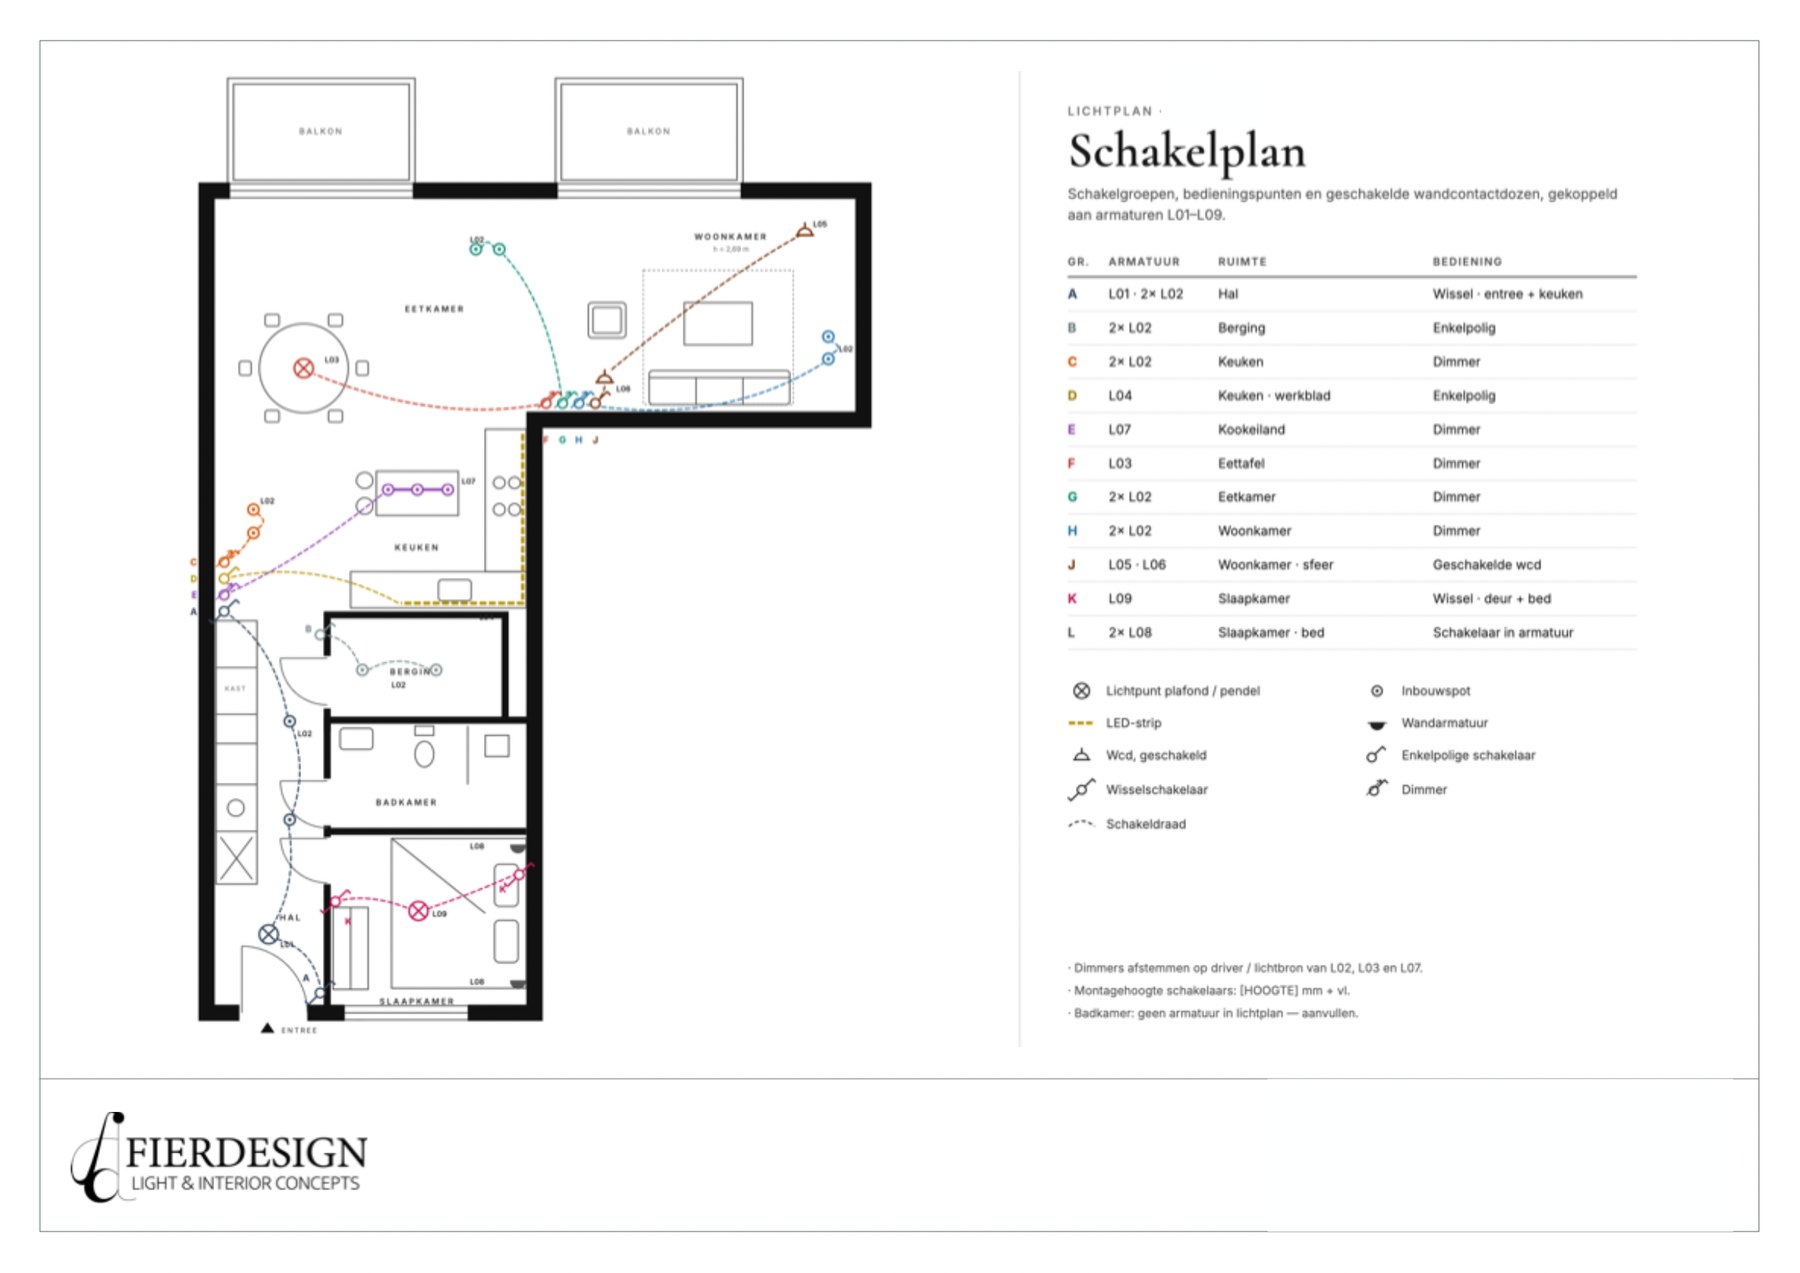 BALKON
BALKON
L02
WOONKAMER
h = 2,69 m
L05
EETKAMER
L03
L02
L06
F G H J
L02
L07
KEUKEN
C
D
E
A
B
BERGING
L02
KAST
L02
BADKAMER
L08
K
K
L09
HAL
L01
A
L08
SLAAPKAMER
ENTREE
LICHTPLAN ·
Schakelplan
Schakelgroepen, bedieningspunten en geschakelde wandcontactdozen, gekoppeld
aan armaturen L01–L09.
GR. ARMATUUR RUIMTE BEDIENING
A L01 · 2× L02 Hal Wissel · entree + keuken
B 2× L02 Berging Enkelpolig
C 2× L02 Keuken Dimmer
D L04 Keuken · werkblad Enkelpolig
E L07 Kookeiland Dimmer
F L03 Eettafel Dimmer
G 2× L02 Eetkamer Dimmer
H 2× L02 Woonkamer Dimmer
J L05 · L06 Woonkamer · sfeer Geschakelde wcd
K L09 Slaapkamer Wissel · deur + bed
L 2× L08 Slaapkamer · bed Schakelaar in armatuur
Lichtpunt plafond / pendel Inbouwspot
LED-strip Wandarmatuur
Wcd, geschakeld Enkelpolige schakelaar
Wisselschakelaar Dimmer
Schakeldraad
· Dimmers afstemmen op driver / lichtbron van L02, L03 en L07.
· Montagehoogte schakelaars: [HOOGTE] mm + vl.
· Badkamer: geen armatuur in lichtplan — aanvullen.
FIERDESIGN
LIGHT & INTERIOR CONCEPTS